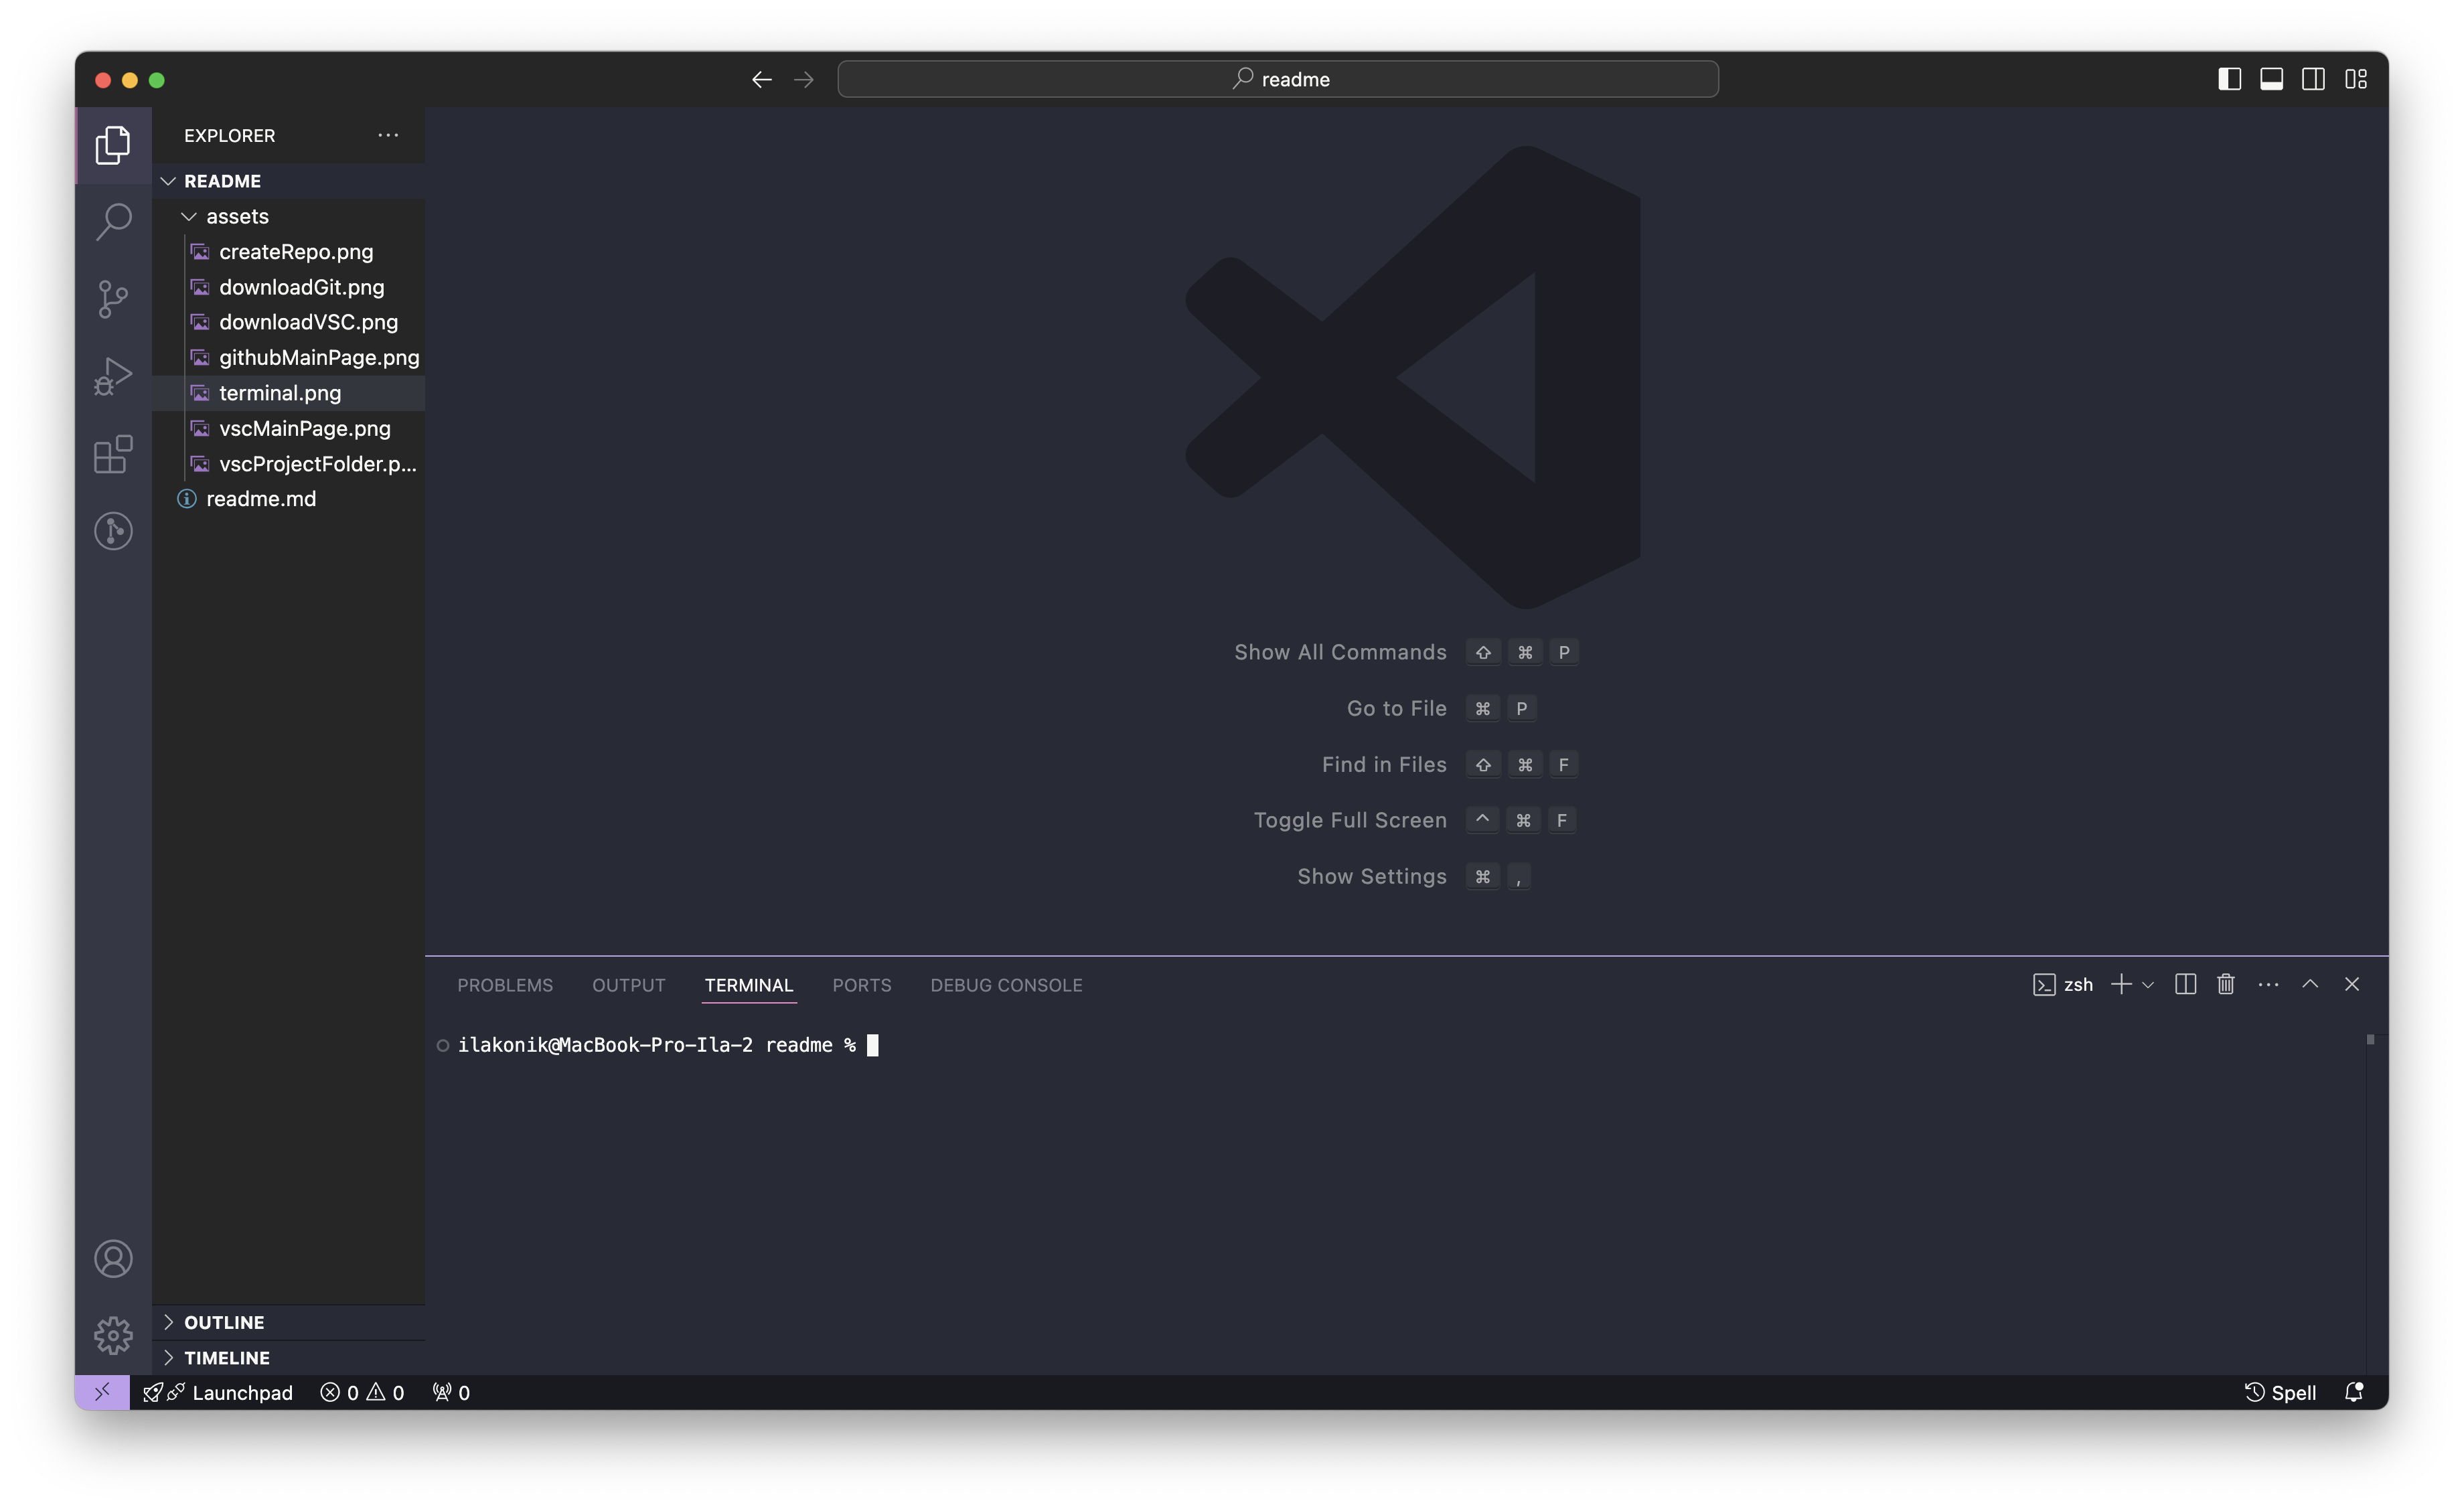 readme
EXPLORER
README
assets
createRepo.png
downloadGit.png
downloadVSC.png
githubMainPage.png
terminal.png
vscMainPage.png
vscProjectFolder.p...
readme.md
OUTLINE
TIMELINE
Show All Commands ⇧ ⌘ P
Go to File ⌘ P
Find in Files ⇧ ⌘ F
Toggle Full Screen ^ ⌘ F
Show Settings ⌘ ,
PROBLEMS OUTPUT TERMINAL PORTS DEBUG CONSOLE zsh
ilakonik@MacBook-Pro-Ila-2 readme %
Launchpad 0 0 0 Spell